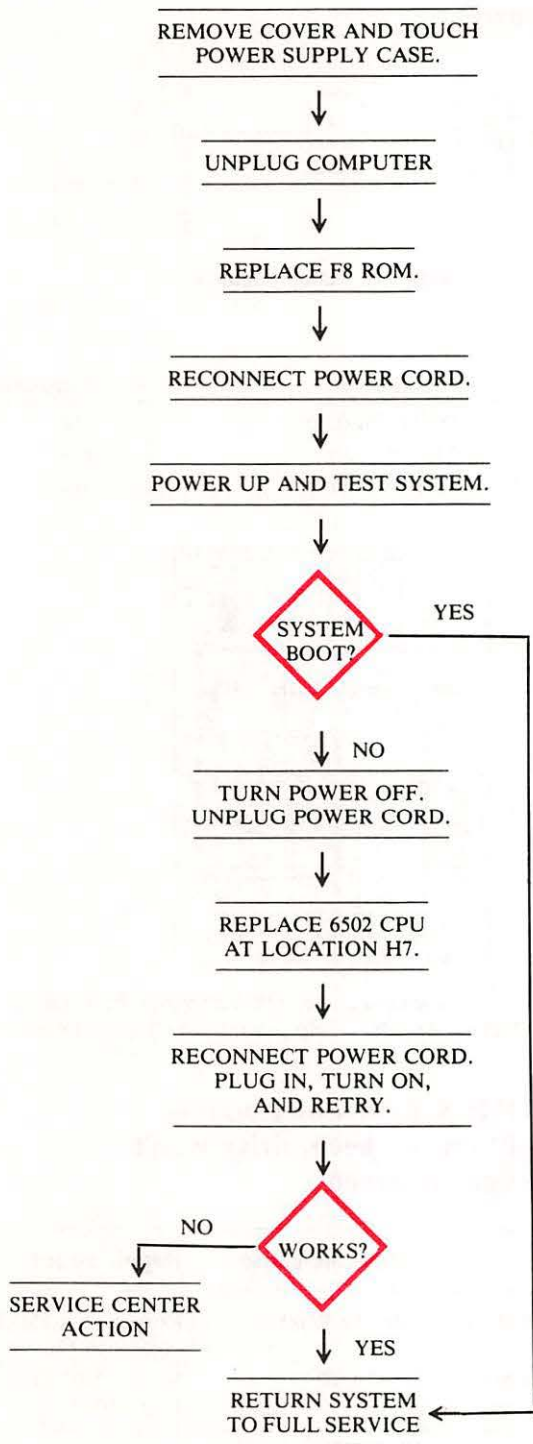 REMOVE COVER AND TOUCH
POWER SUPPLY CASE.
UNPLUG COMPUTER
REPLACE F8 ROM.
RECONNECT POWER CORD.
POWER UP AND TEST SYSTEM.
SYSTEM
BOOT?
YES
NO
TURN POWER OFF.
UNPLUG POWER CORD.
REPLACE 6502 CPU
AT LOCATION H7.
RECONNECT POWER CORD.
PLUG IN, TURN ON,
AND RETRY.
WORKS?
NO
SERVICE CENTER
ACTION
YES
RETURN SYSTEM
TO FULL SERVICE